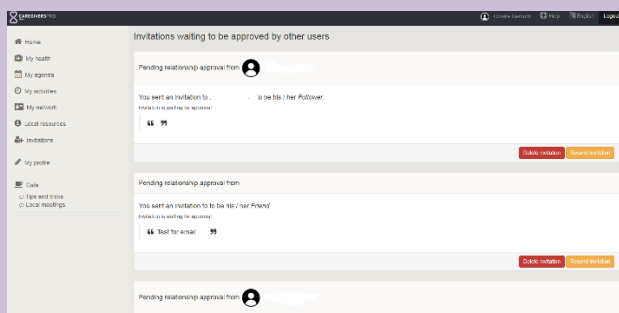 CAREGIVERSPRO
Help
English
Logout
Home
My health
My agenda
My activities
My network
Local resources
Invitations
My profile
Cafe
Tips and tricks
Local meetings
Invitations waiting to be approved by other users
Pending relationship approval from
You sent an invitation to , . to be his / her Follower.
Invitation is waiting for approval
❝ ❞
Delete invitation Resend invitation
Pending relationship approval from
You sent an invitation to to be his / her Friend.
Invitation is waiting for approval
❝ Test for email ❞
Delete invitation Resend invitation
Pending relationship approval from